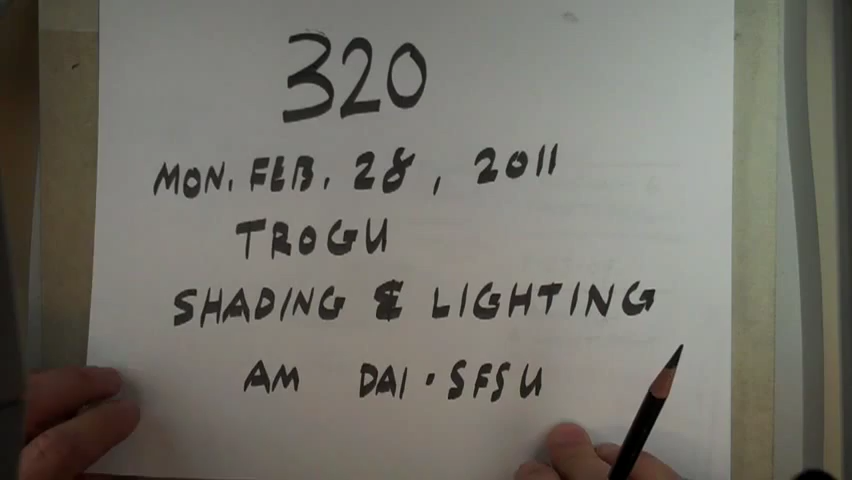 320
MON. FEB. 28, 2011
TROGU
SHADING & LIGHTING
AM DAI • SFSU